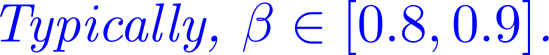 Typically, β ∈ [0.8, 0.9].